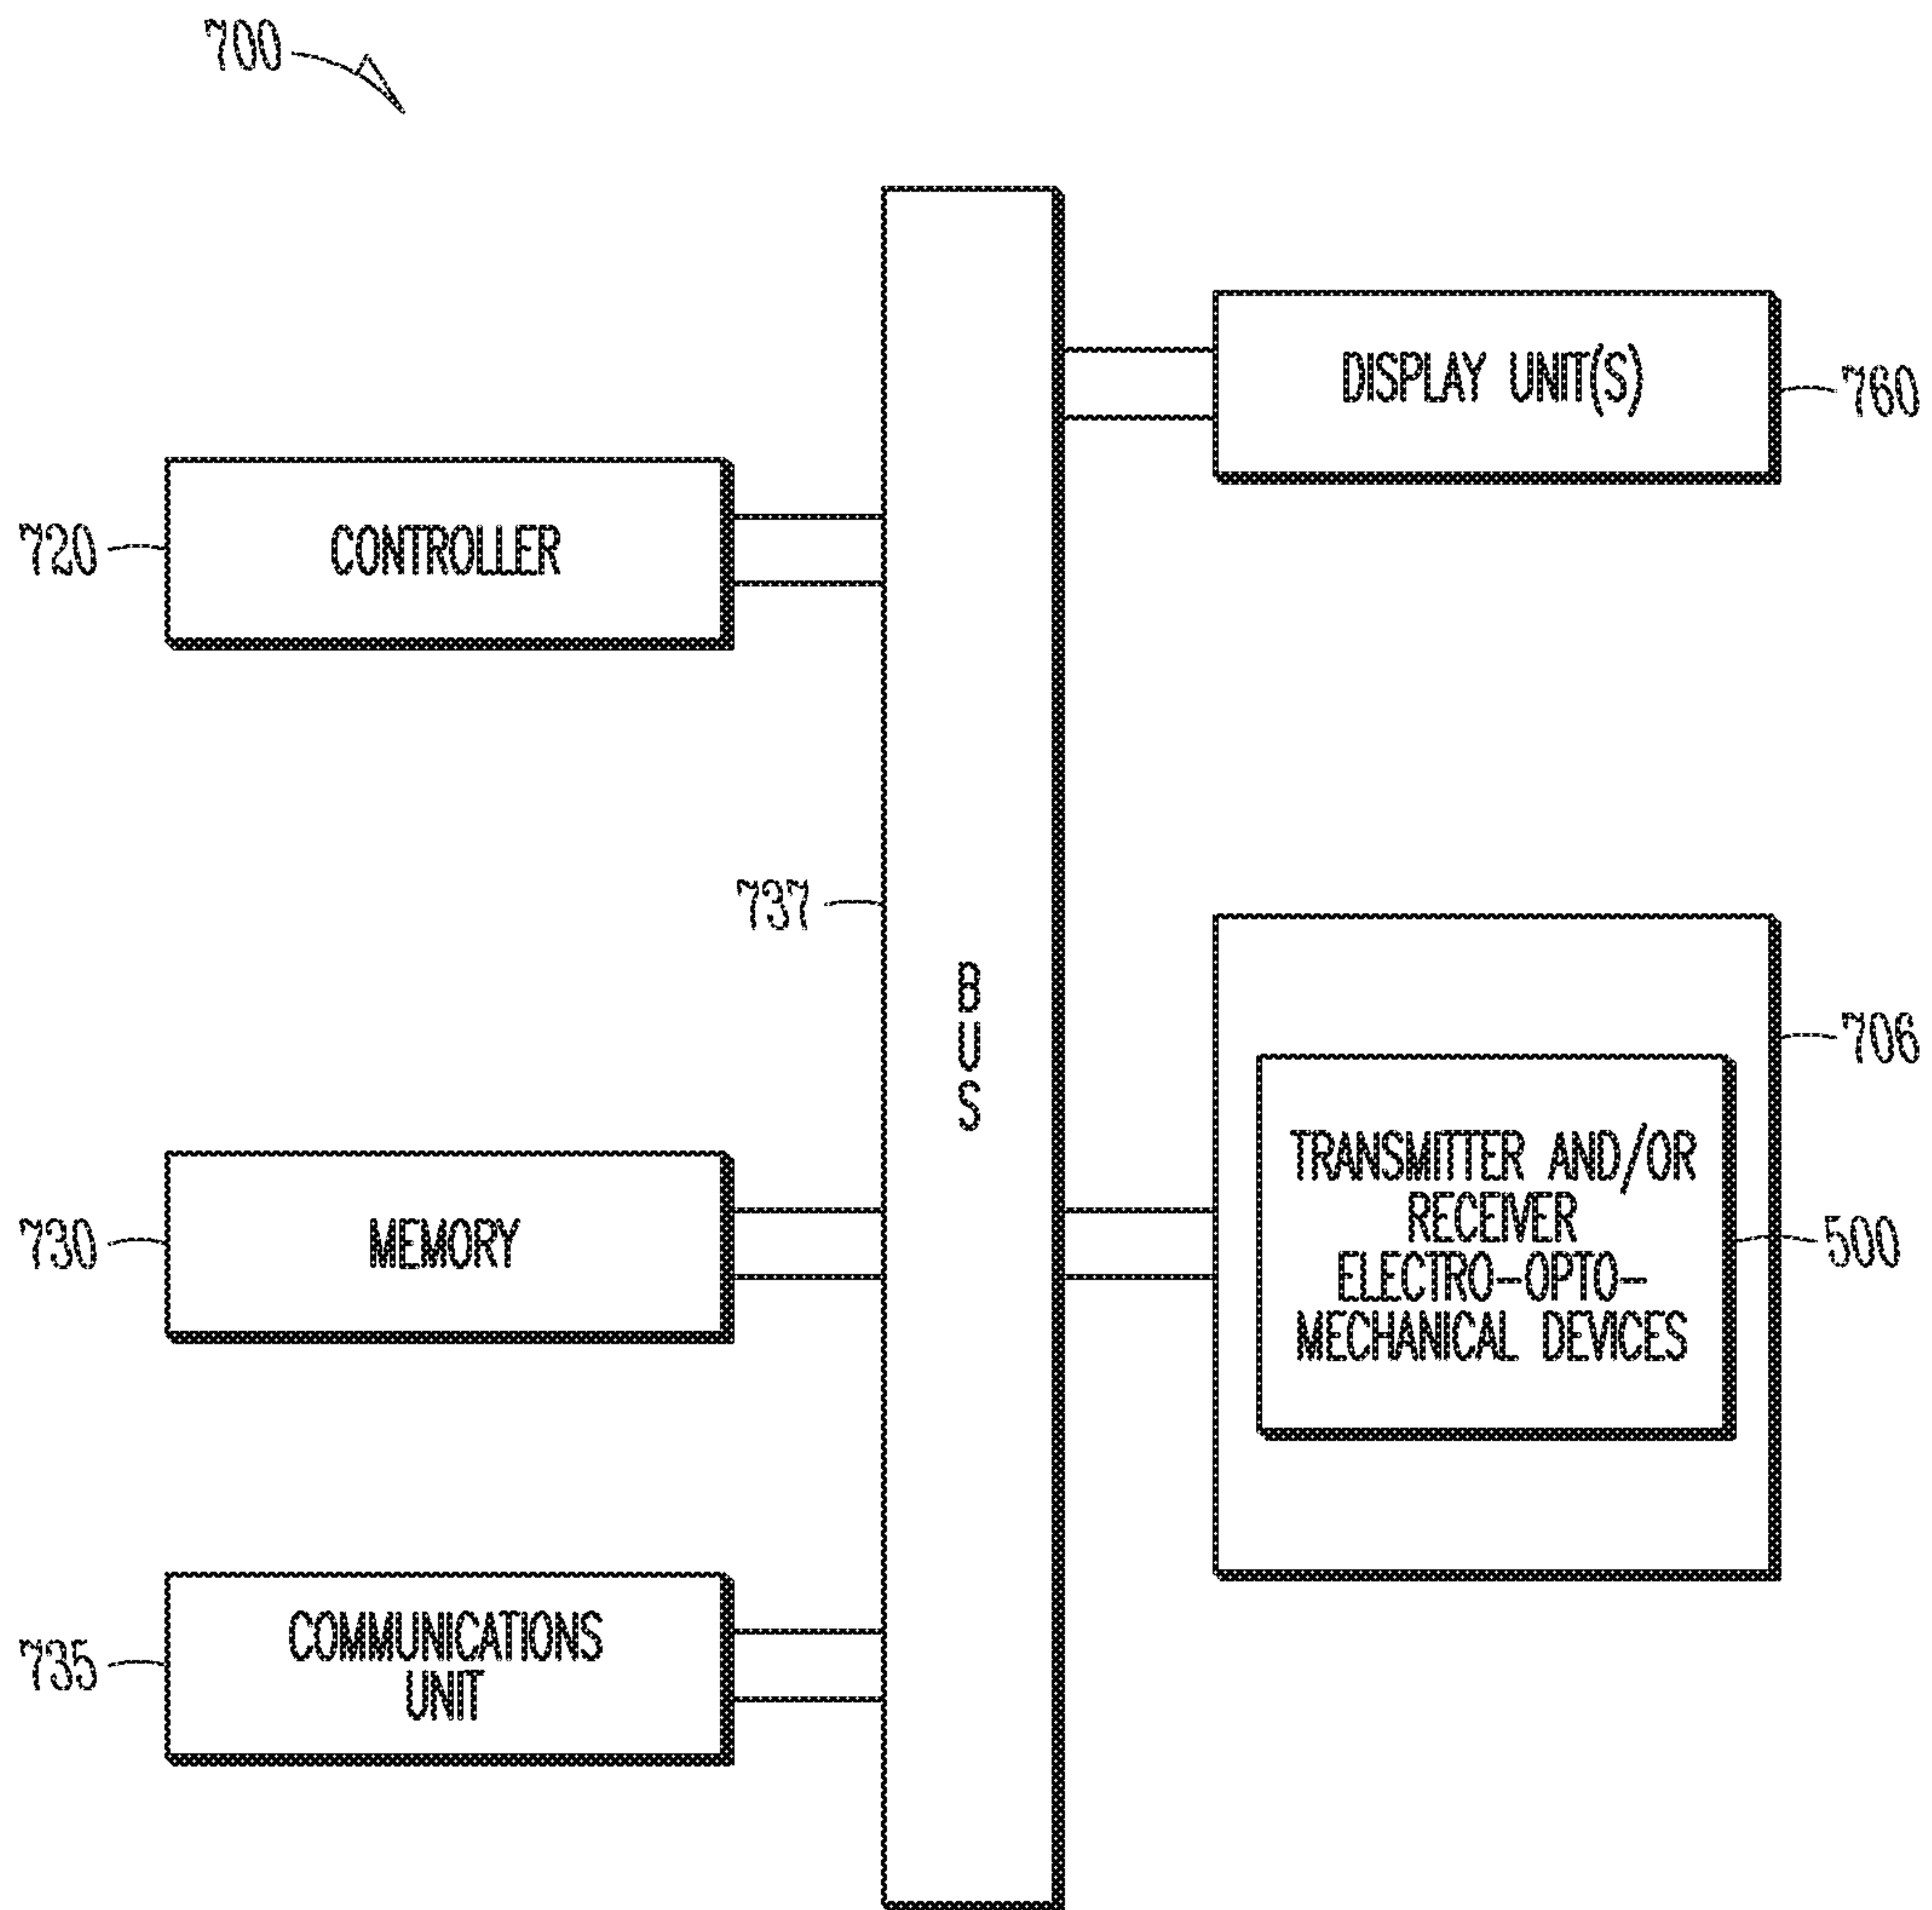 700
DISPLAY UNIT(S)
760
CONTROLLER
720
737
BUS
706
TRANSMITTER AND/OR
RECEIVER
ELECTRO-OPTO-
MECHANICAL DEVICES
500
MEMORY
730
COMMUNICATIONS
UNIT
735